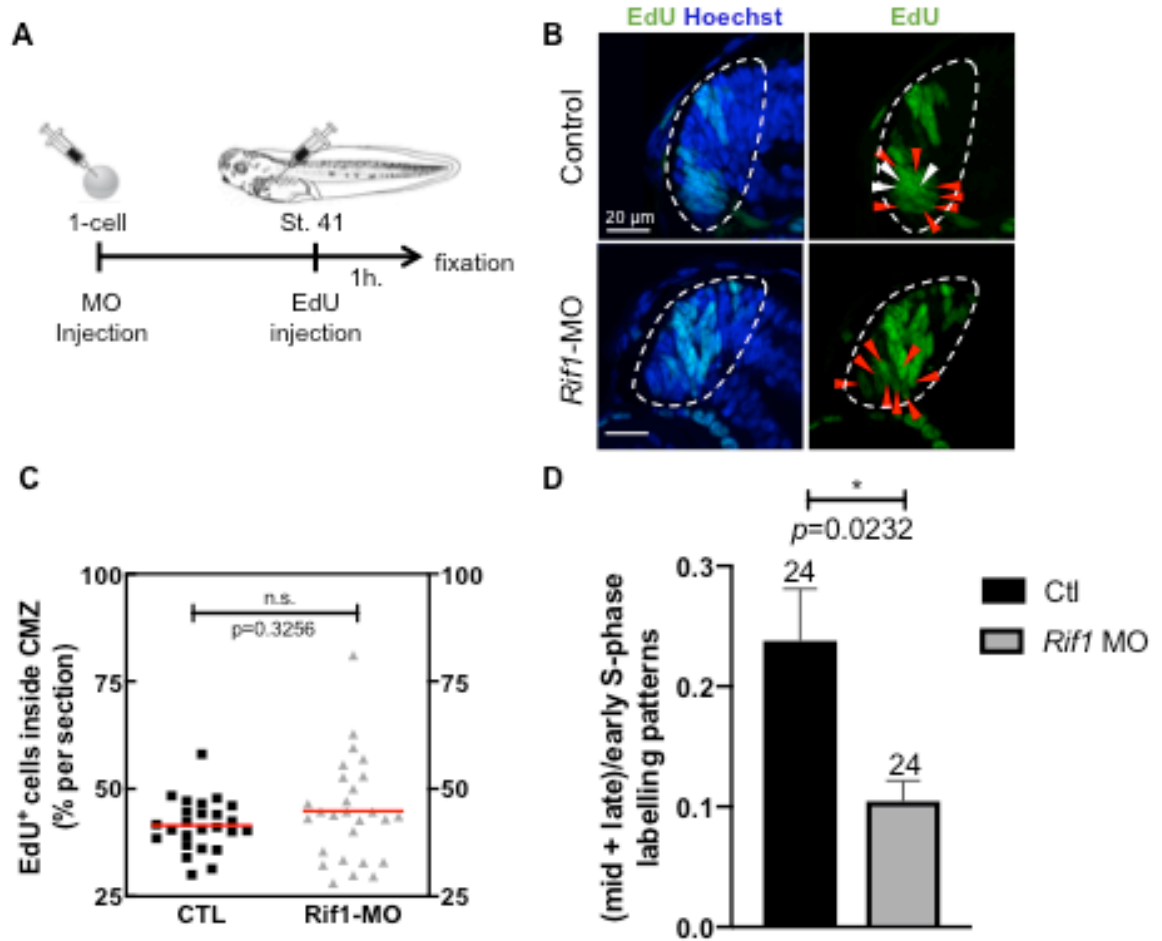 A
1-cell
St. 41
1h.
fixation
MO
Injection
EdU
injection
B
EdU Hoechst
EdU
Control
20 µm
Rif1-MO
C
EdU⁺ cells inside CMZ
(% per section)
100
75
50
25
100
75
50
25
n.s.
p=0.3256
CTL
Rif1-MO
D
*
p=0.0232
(mid + late)/early S-phase
labelling patterns
0.3
0.2
0.1
0.0
24
24
Ctl
Rif1 MO